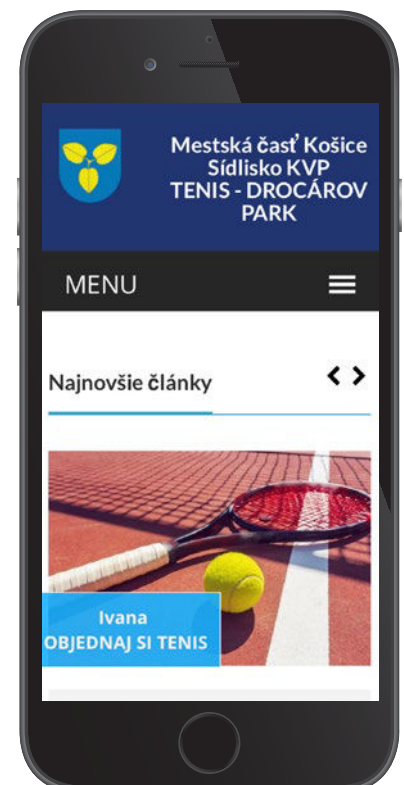 Mestská časť Košice
Sídlisko KVP
TENIS - DROCÁROV
PARK
MENU
Najnovšie články
Ivana
OBJEDNAJ SI TENIS